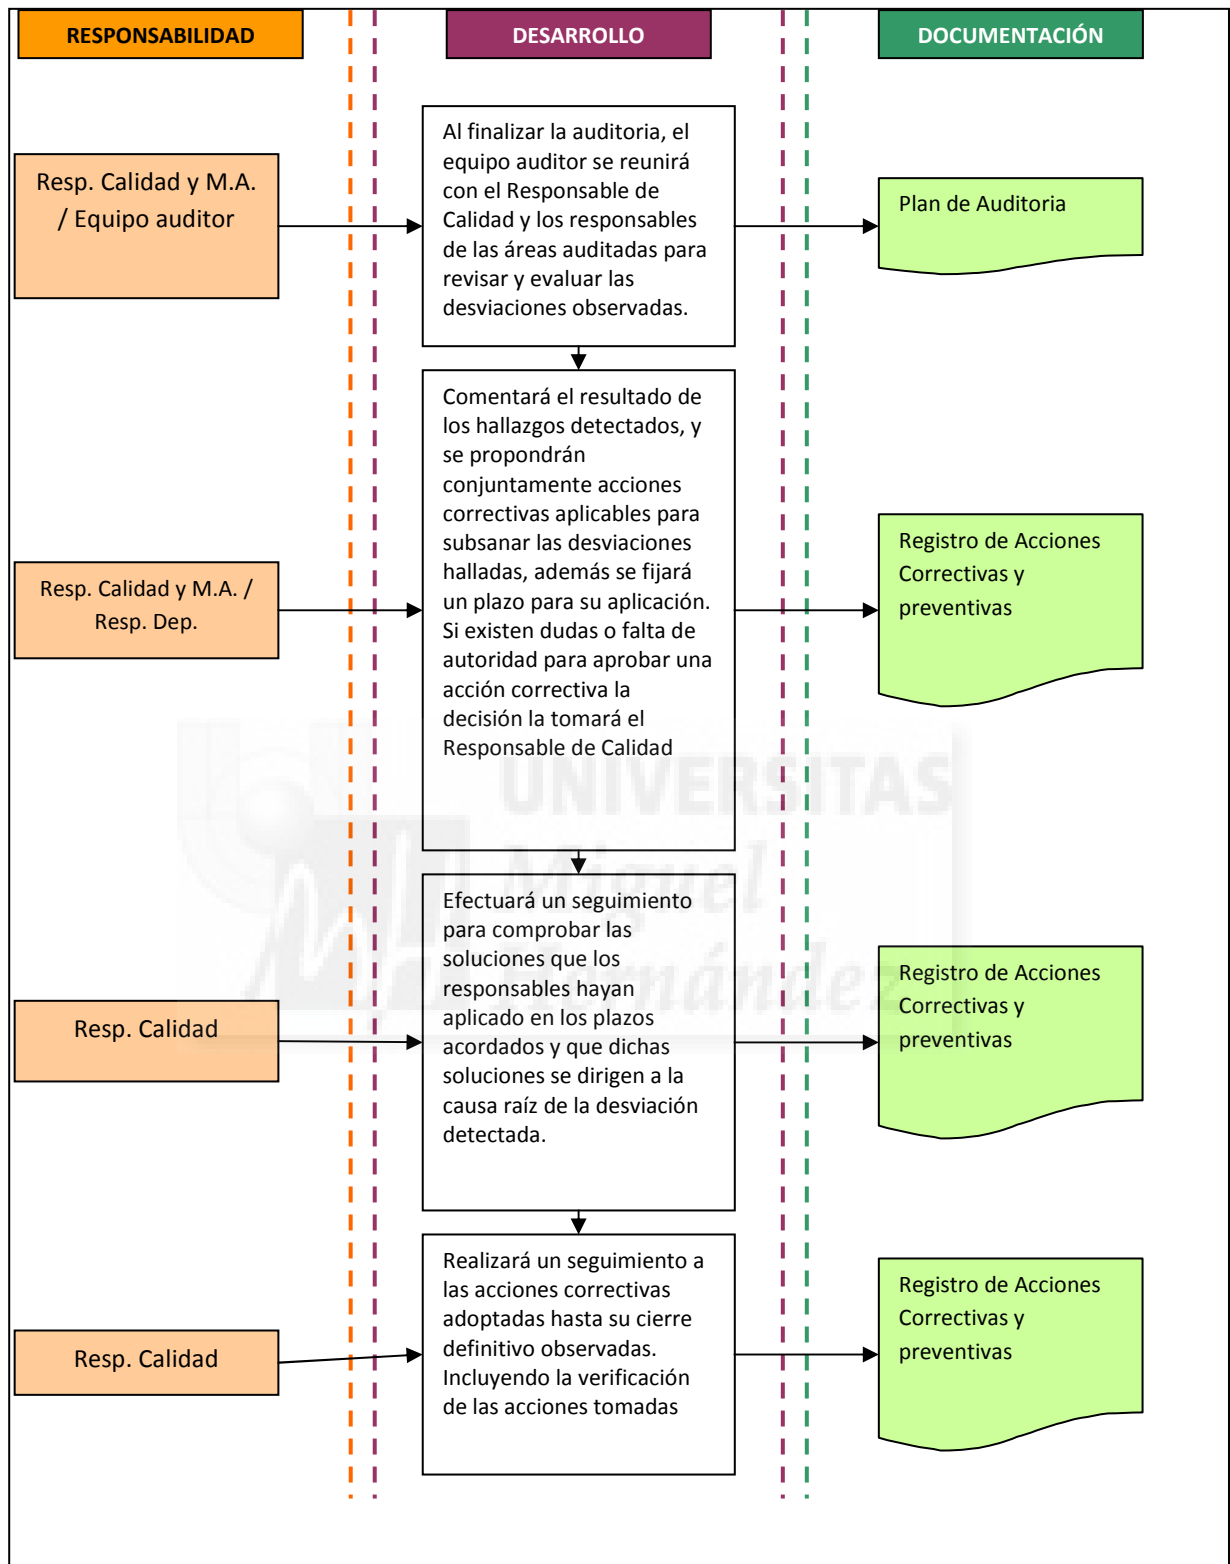 RESPONSABILIDAD
DESARROLLO
DOCUMENTACIÓN
Resp. Calidad y M.A.
/ Equipo auditor
Al finalizar la auditoria, el
equipo auditor se reunirá
con el Responsable de
Calidad y los responsables
de las áreas auditadas para
revisar y evaluar las
desviaciones observadas.
Plan de Auditoria
Resp. Calidad y M.A. /
Resp. Dep.
Comentará el resultado de
los hallazgos detectados, y
se propondrán
conjuntamente acciones
correctivas aplicables para
subsanar las desviaciones
halladas, además se fijará
un plazo para su aplicación.
Si existen dudas o falta de
autoridad para aprobar una
acción correctiva la
decisión la tomará el
Responsable de Calidad
Registro de Acciones
Correctivas y
preventivas
UNIVERSITAS
Miguel
Hernández
Resp. Calidad
Efectuará un seguimiento
para comprobar las
soluciones que los
responsables hayan
aplicado en los plazos
acordados y que dichas
soluciones se dirigen a la
causa raíz de la desviación
detectada.
Registro de Acciones
Correctivas y
preventivas
Resp. Calidad
Realizará un seguimiento a
las acciones correctivas
adoptadas hasta su cierre
definitivo observadas.
Incluyendo la verificación
de las acciones tomadas
Registro de Acciones
Correctivas y
preventivas